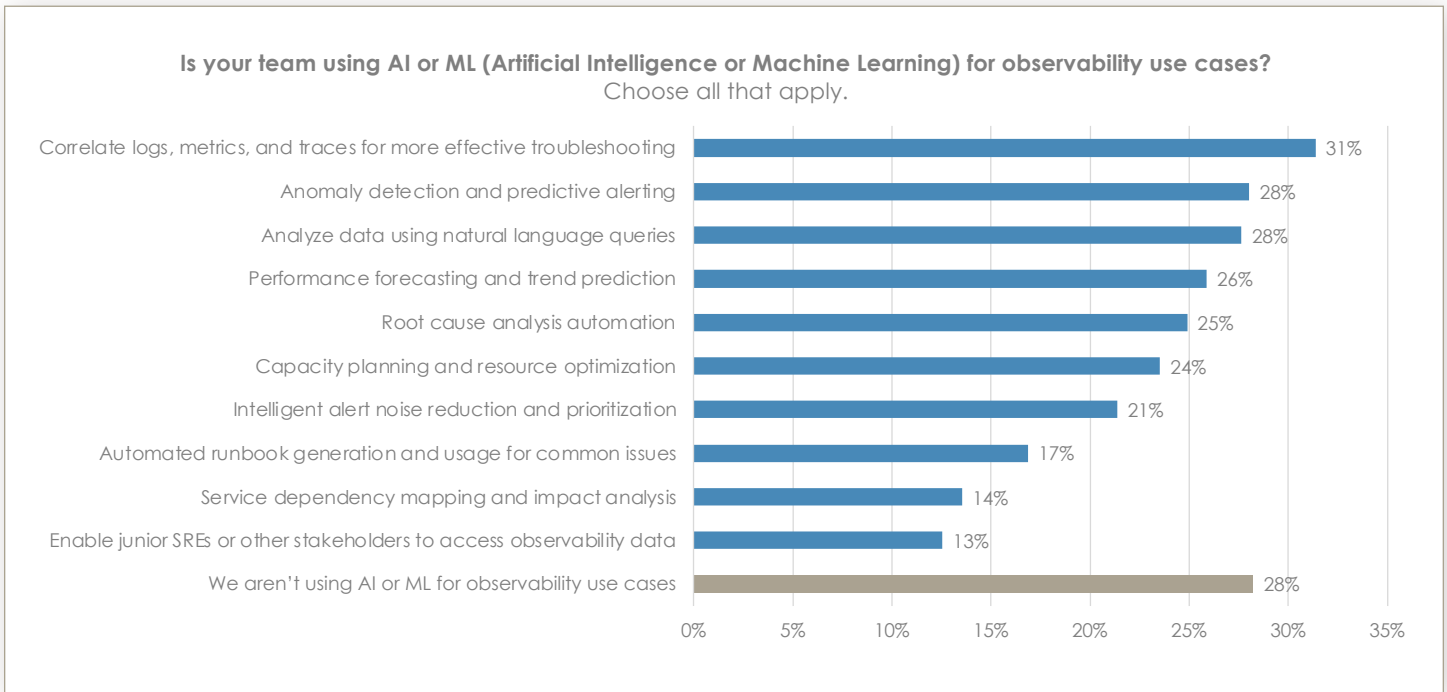 Is your team using AI or ML (Artificial Intelligence or Machine Learning) for observability use cases?
Choose all that apply.
Correlate logs, metrics, and traces for more effective troubleshooting 31%
Anomaly detection and predictive alerting 28%
Analyze data using natural language queries 28%
Performance forecasting and trend prediction 26%
Root cause analysis automation 25%
Capacity planning and resource optimization 24%
Intelligent alert noise reduction and prioritization 21%
Automated runbook generation and usage for common issues 17%
Service dependency mapping and impact analysis 14%
Enable junior SREs or other stakeholders to access observability data 13%
We aren’t using AI or ML for observability use cases 28%
0% 5% 10% 15% 20% 25% 30% 35%